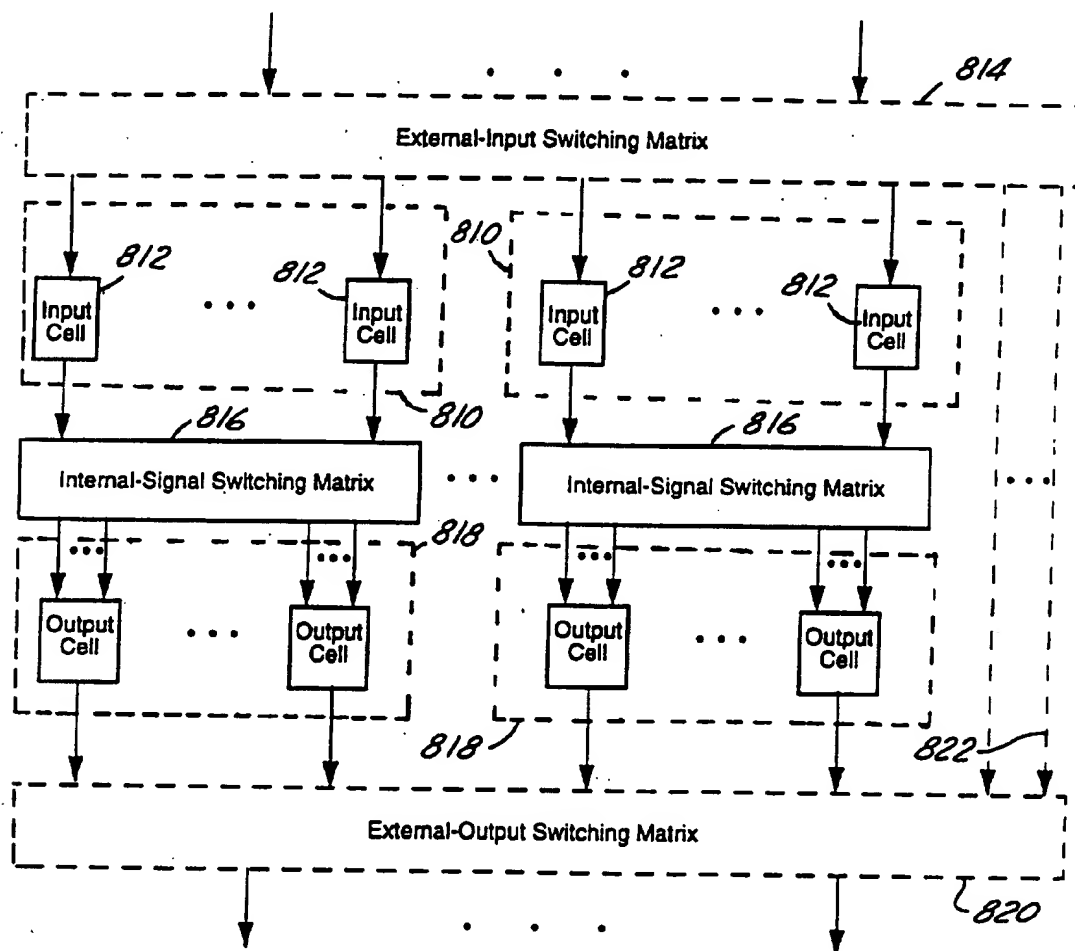 814
External-Input Switching Matrix
810
812
812
812
812
Input
Cell
Input
Cell
Input
Cell
Input
Cell
810
816
816
Internal-Signal Switching Matrix
Internal-Signal Switching Matrix
818
Output
Cell
Output
Cell
Output
Cell
Output
Cell
818
822
External-Output Switching Matrix
820